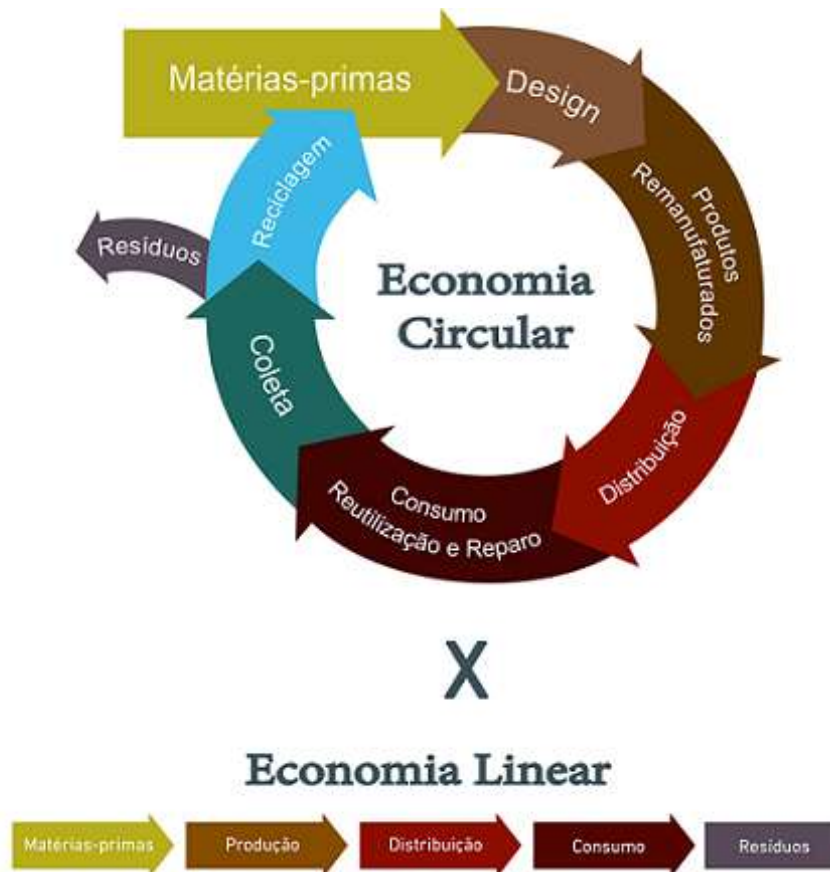 Matérias-primas
Design
Produtos
Remanufaturados
Distribuição
Consumo
Reutilização e Reparo
Coleta
Reciclagem
Resíduos
Economia
Circular
X
Economia Linear
Matérias-primas
Produção
Distribuição
Consumo
Resíduos